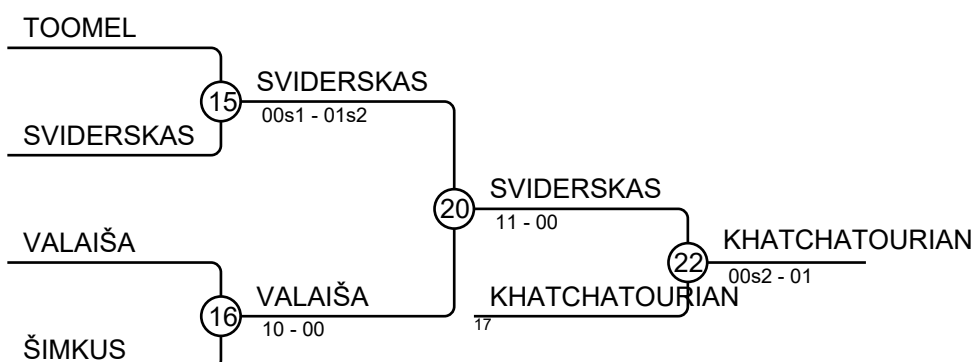 TOOMEL
SVIDERSKAS
15
00s1 - 01s2
SVIDERSKAS
SVIDERSKAS
20
11 - 00
VALAIŠA
KHATCHATOURIAN
22
00s2 - 01
VALAIŠA
KHATCHATOURIAN
16
10 - 00
17
ŠIMKUS